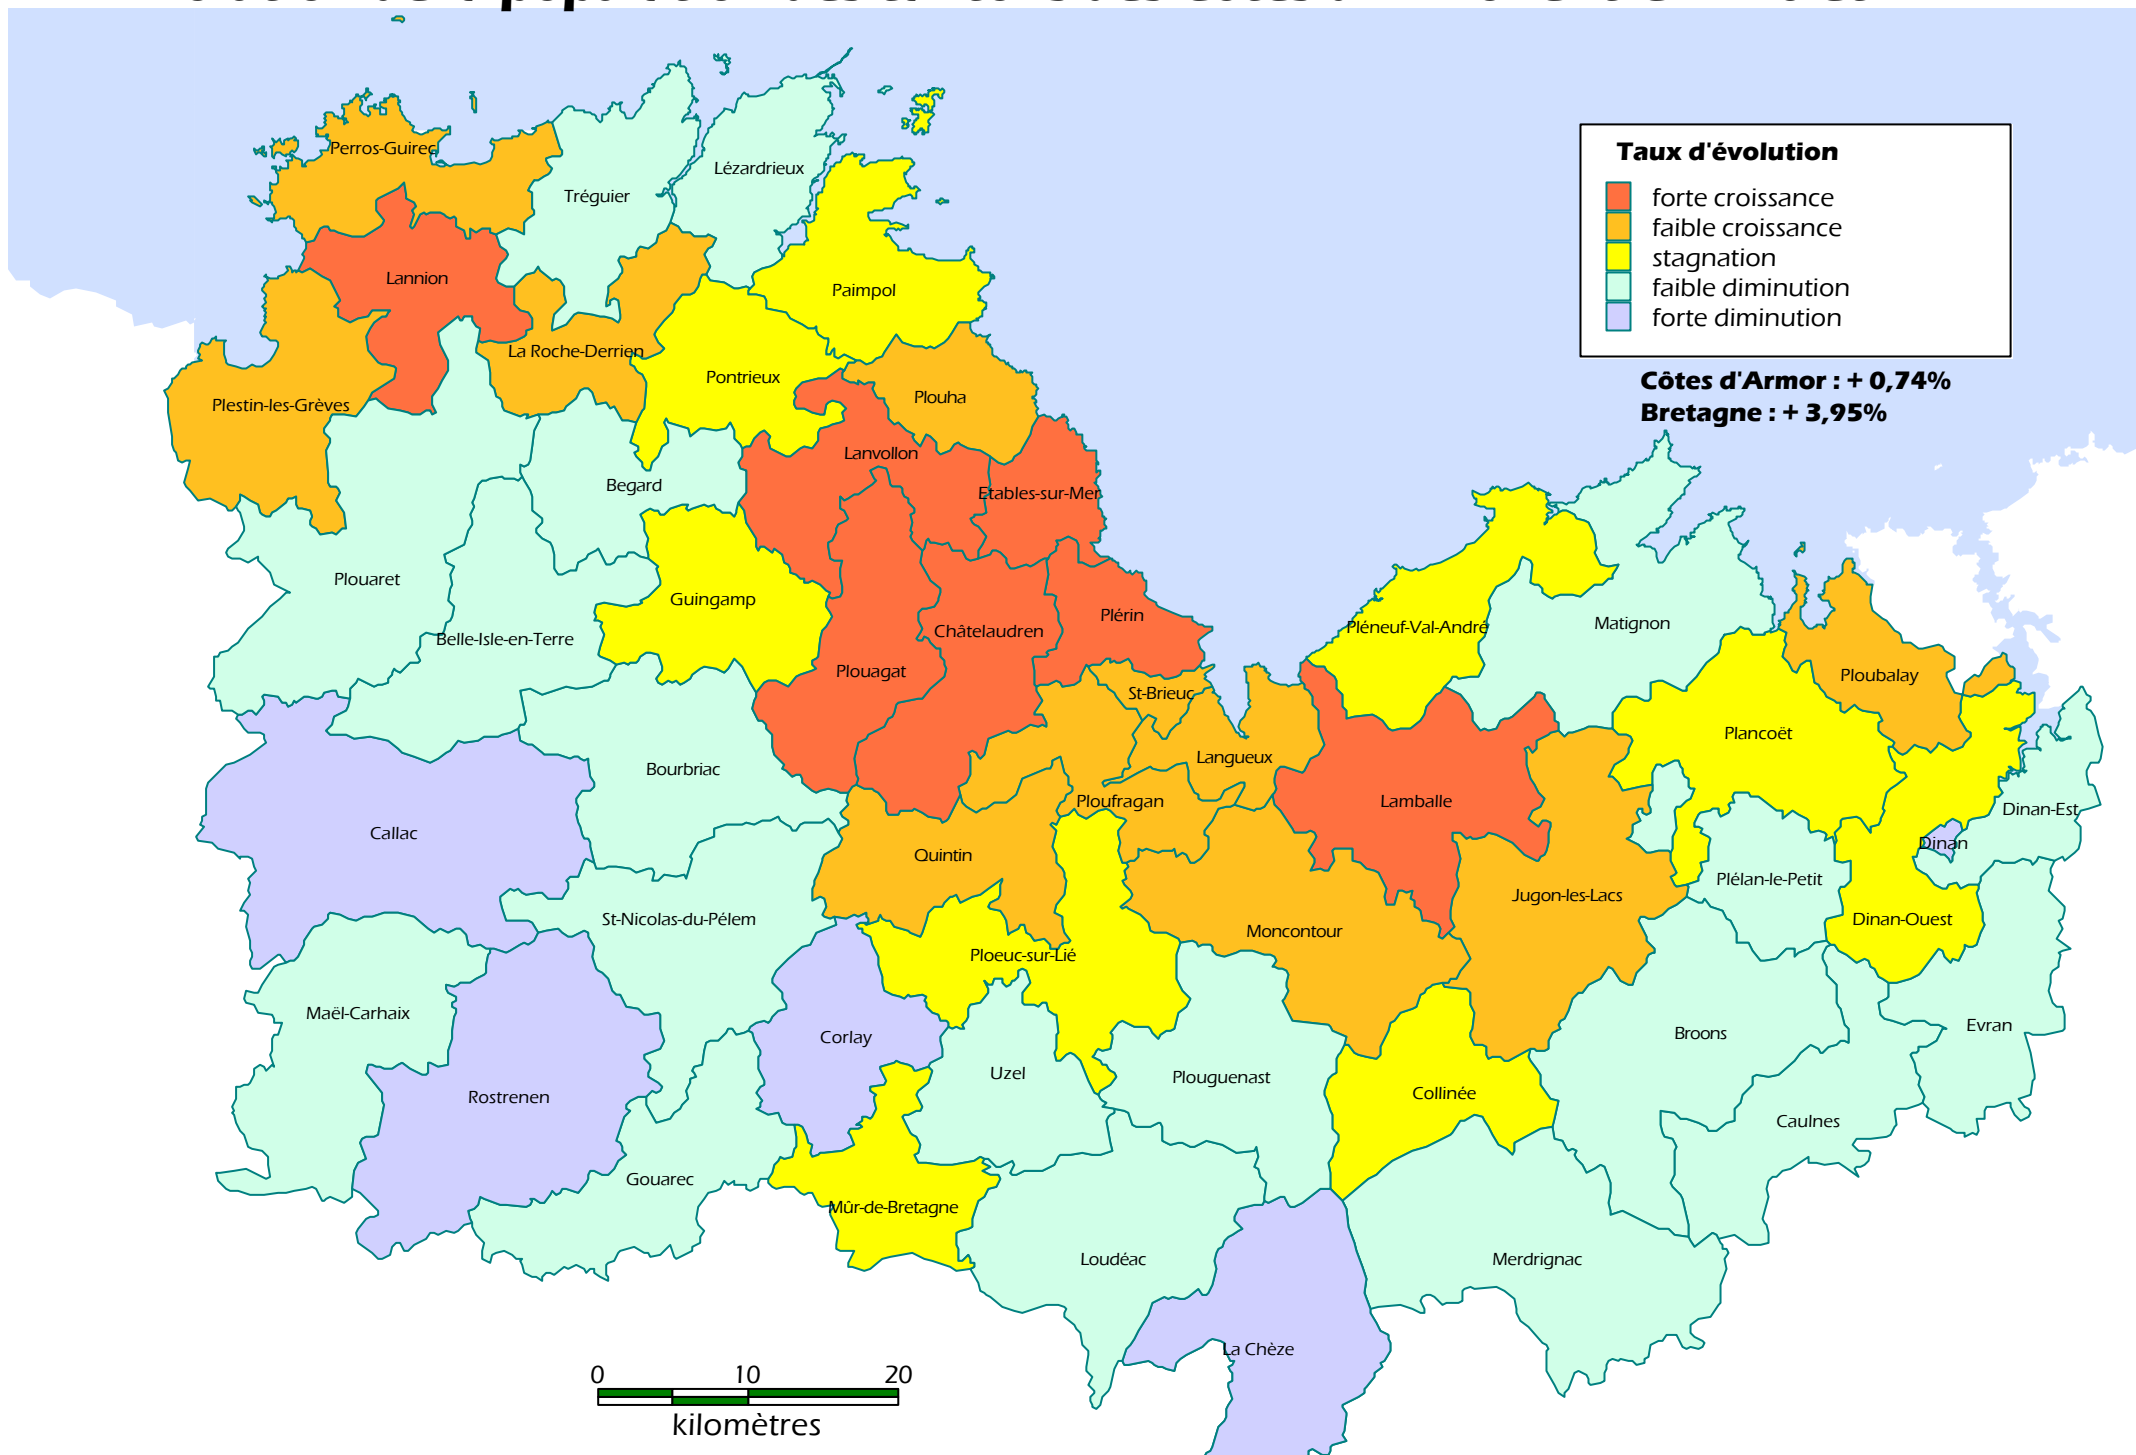 Perros-Guirec
Lézardrieux
Tréguier
Taux d'évolution
forte croissance
faible croissance
stagnation
faible diminution
forte diminution
Côtes d'Armor : + 0,74%
Bretagne : + 3,95%
Lannion
Paimpol
La Roche-Derrien
Pontrieux
Plestin-les-Grèves
Plouha
Lanvollon
Begard
Etables-sur-Mer
Plouaret
Guingamp
Plérin
Châtelaudren
Belle-Isle-en-Terre
Pléneuf-Val-André
Matignon
Plouagat
St-Brieuc
Ploubalay
Plancoët
Langueux
Bourbriac
Ploufragan
Lamballe
Dinan-Est
Callac
Dinan
Quintin
Plélan-le-Petit
Jugon-les-Lacs
St-Nicolas-du-Pélem
Dinan-Ouest
Moncontour
Ploeuc-sur-Lié
Maël-Carhaix
Evran
Corlay
Broons
Uzel
Plouguenast
Rostrenen
Collinée
Caulnes
Gouarec
Mûr-de-Bretagne
Loudéac
Merdrignac
La Chèze
0 10 20
kilomètres